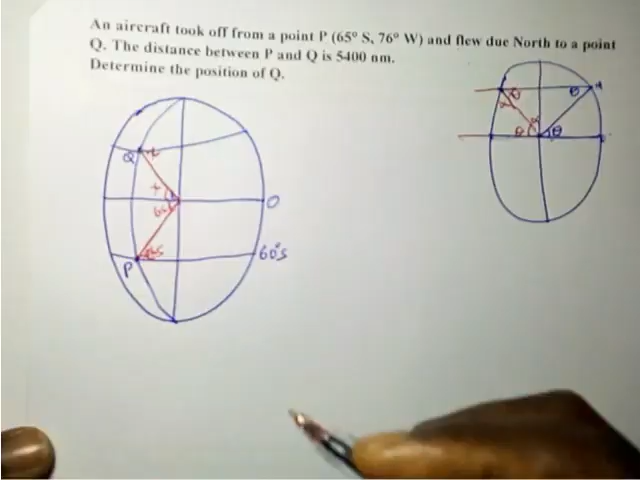 An aircraft took off from a point P (65° S, 76° W) and flew due North to a point
Q. The distance between P and Q is 5400 nm.
Determine the position of Q.
Q
x
x
65
65
P
O
60°S
θ
θ
θ